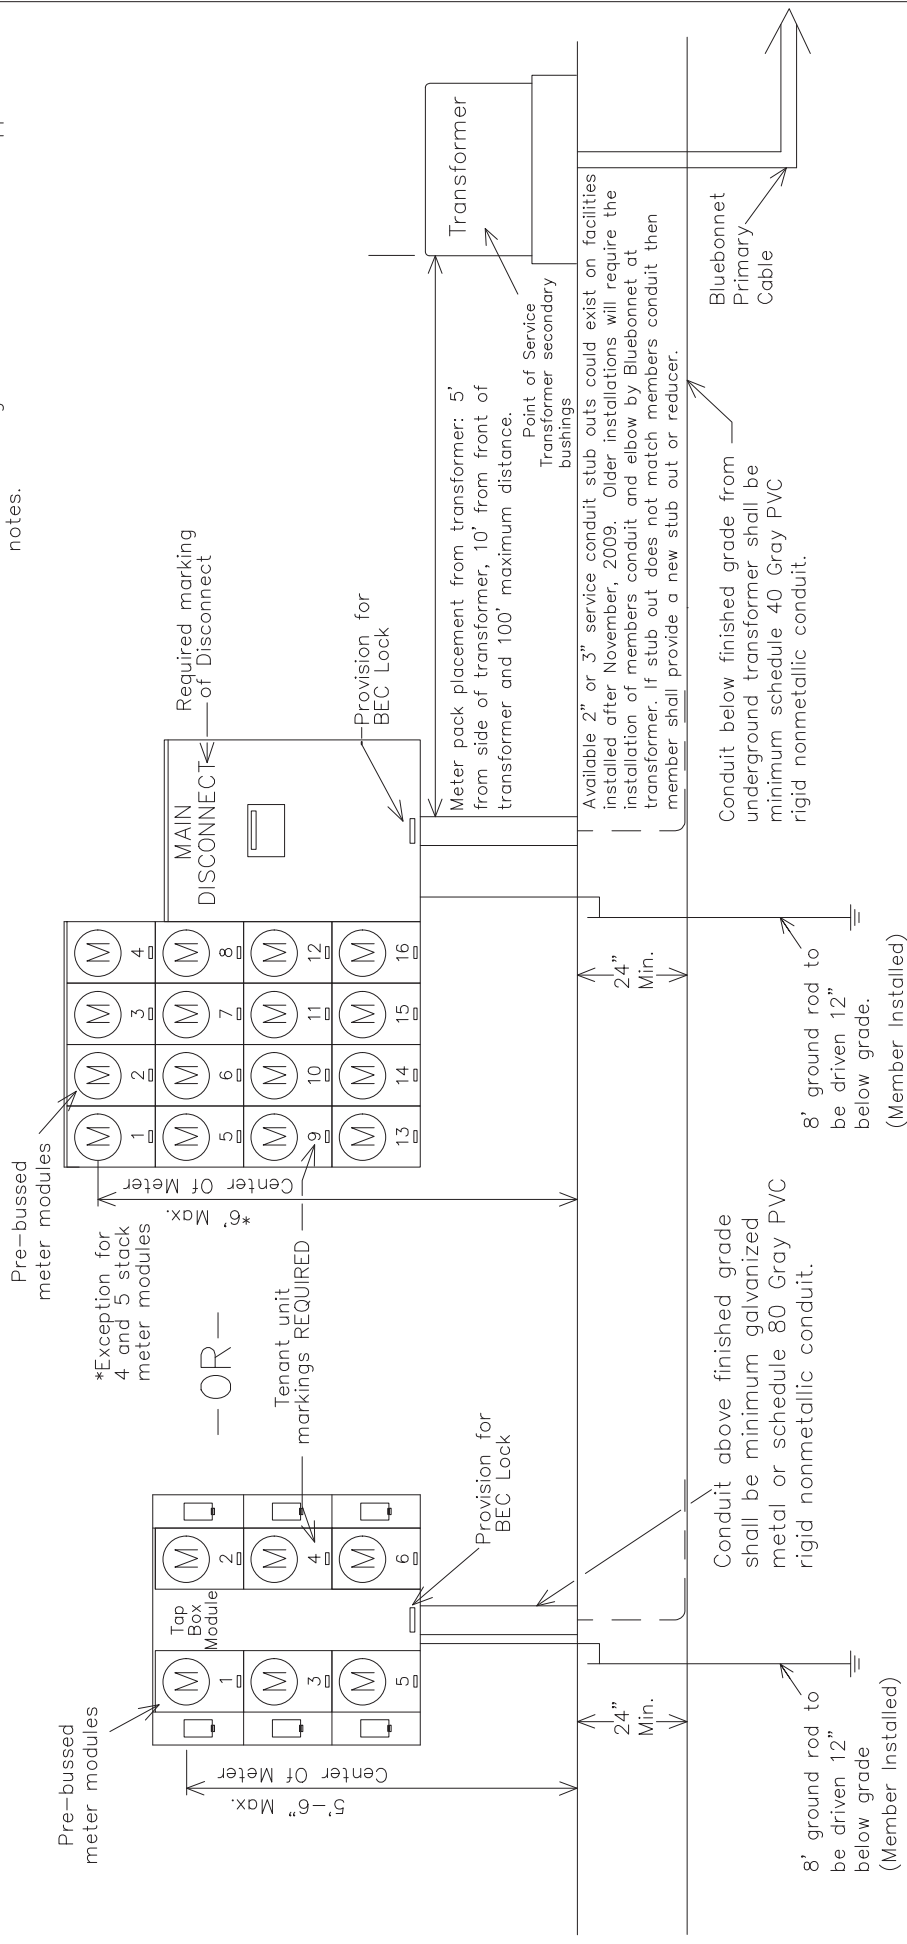 notes.
Pre-bussed
meter modules
*Exception for
4 and 5 stack
meter modules
—OR—
Tenant unit
markings REQUIRED
Pre-bussed
meter modules
5'-6" Max.
Center Of Meter
M
1
M
3
M
5
Tap
Box
Module
M
2
M
4
M
6
Provision for
BEC Lock
*6' Max.
Center Of Meter
M
1
M
2
M
3
M
4
M
5
M
6
M
7
M
8
M
9
M
10
M
11
M
12
M
13
M
14
M
15
M
16
MAIN
DISCONNECT
Required marking
of Disconnect
Provision for
BEC Lock
Meter pack placement from transformer: 5'
from side of transformer, 10' from front of
transformer and 100' maximum distance.
Transformer
Point of Service
Transformer secondary
bushings
Available 2" or 3" service conduit stub outs could exist on facilities
installed after November, 2009. Older installations will require the
installation of members conduit and elbow by Bluebonnet at
transformer. If stub out does not match members conduit then
member shall provide a new stub out or reducer.
24"
Min.
24"
Min.
Conduit above finished grade
shall be minimum galvanized
metal or schedule 80 Gray PVC
rigid nonmetallic conduit.
Conduit below finished grade from
underground transformer shall be
minimum schedule 40 Gray PVC
rigid nonmetallic conduit.
Bluebonnet
Primary
Cable
8' ground rod to
be driven 12"
below grade
(Member Installed)
8' ground rod to
be driven 12"
below grade.
(Member Installed)